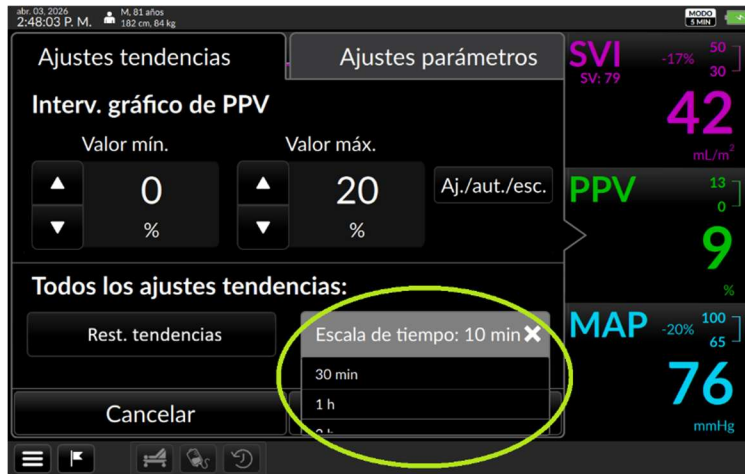 abr. 03, 2026
2:48:03 P. M.
M, 81 años
182 cm, 84 kg
MODO
5 MIN
Ajustes tendencias
Ajustes parámetros
Interv. gráfico de PPV
Valor mín.
Valor máx.
0
%
20
%
Aj./aut./esc.
Todos los ajustes tendencias:
Rest. tendencias
Escala de tiempo: 10 min
30 min
1 h
Cancelar
SVI
SV: 79
-17%
50
30
42
mL/m²
PPV
13
0
9
%
MAP
-20%
100
65
76
mmHg